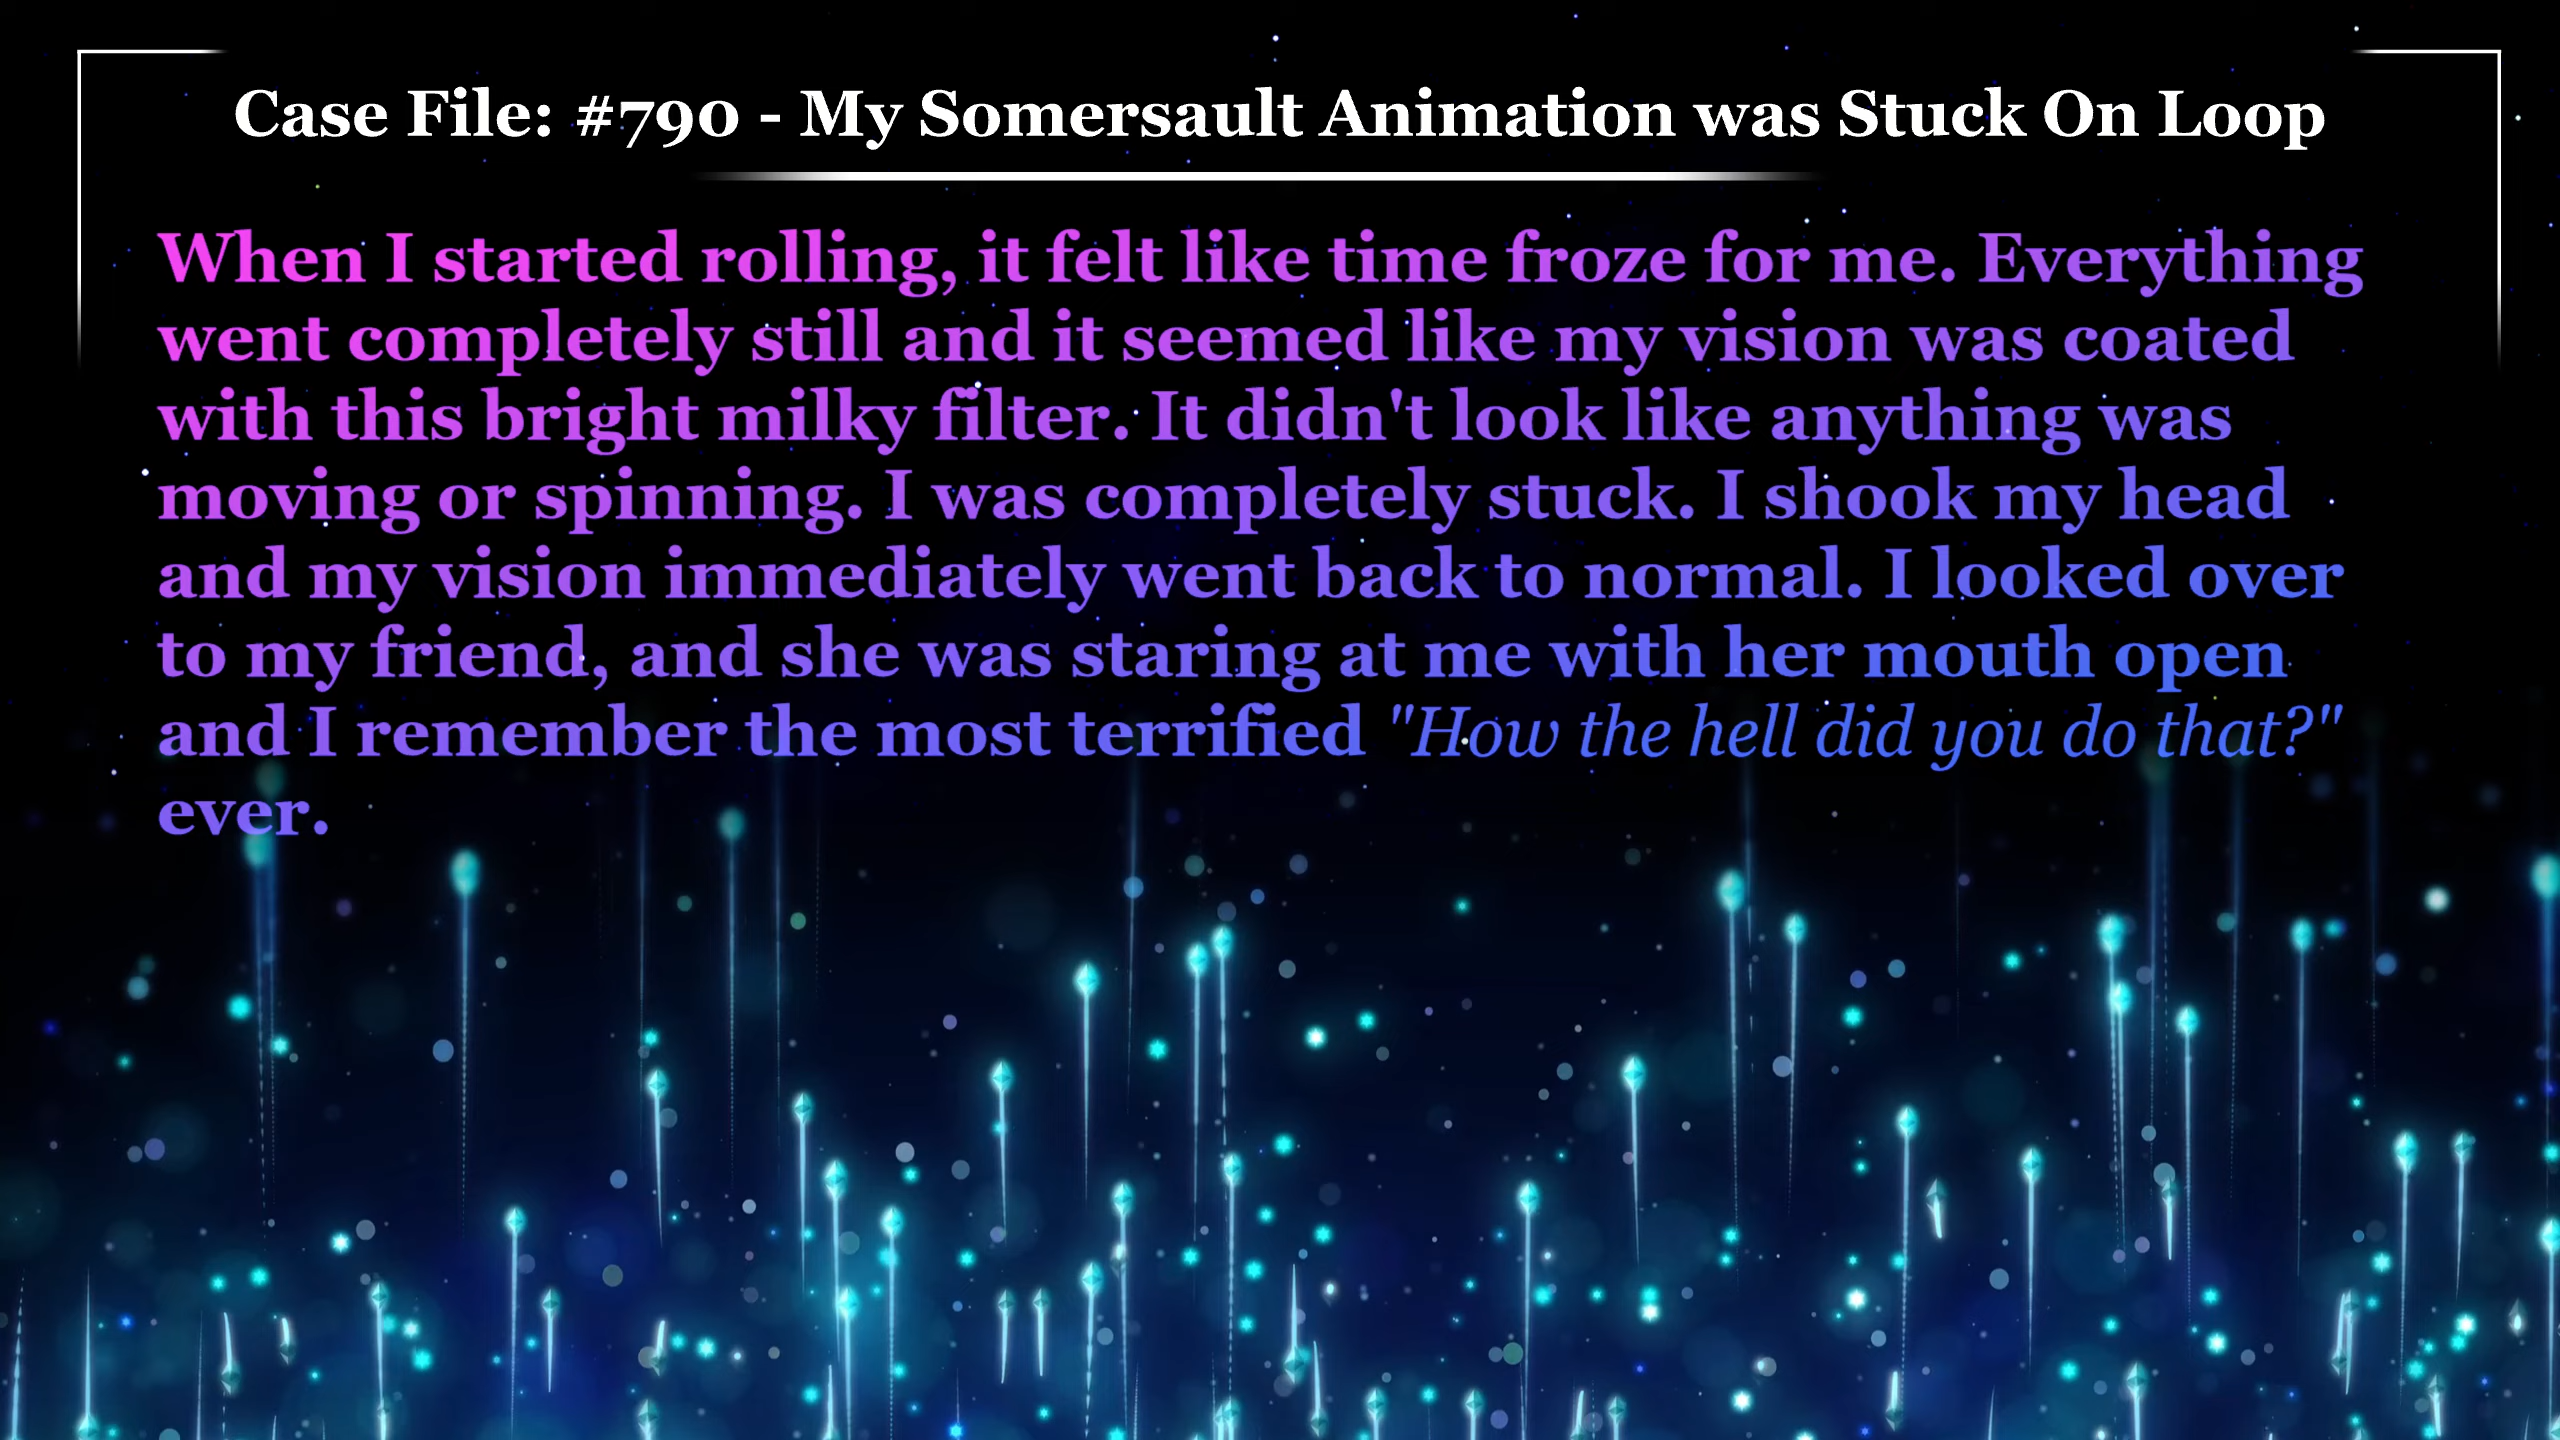 Case File: #790 - My Somersault Animation was Stuck On Loop
When I started rolling, it felt like time froze for me. Everything
went completely still and it seemed like my vision was coated
with this bright milky filter. It didn't look like anything was
moving or spinning. I was completely stuck. I shook my head
and my vision immediately went back to normal. I looked over
to my friend, and she was staring at me with her mouth open
and I remember the most terrified "How the hell did you do that?"
ever.